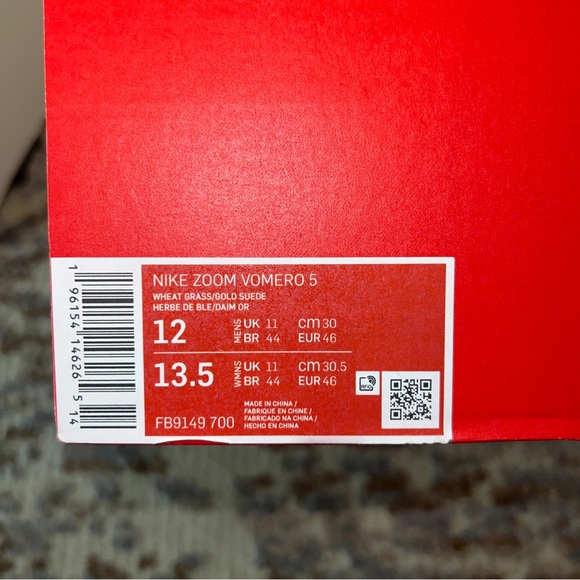 NIKE ZOOM VOMERO 5
WHEAT GRASS/GOLD SUEDE
HERBE DE BLE/DAIM OR
12 MENS UK 11 CM 30
BR 44 EUR 46
13.5 WMNS UK 11 CM 30.5
BR 44 EUR 46
RFID
FB9149 700
MADE IN CHINA /
FABRIQUE EN CHINE /
FABRICADO NA CHINA /
HECHO EN CHINA
1 96154 14626 5 14